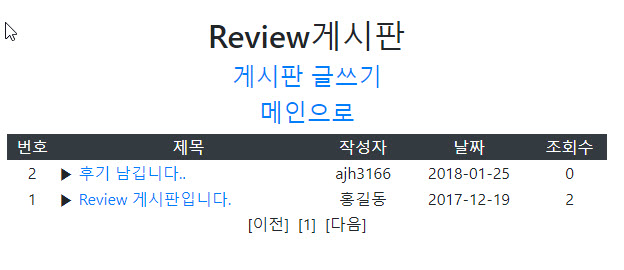 Review게시판
게시판 글쓰기
메인으로
번호 제목 작성자 날짜 조회수
2 ▶ 후기 남깁니다.. ajh3166 2018-01-25 0
1 ▶ Review 게시판입니다. 홍길동 2017-12-19 2
[이전] [1] [다음]